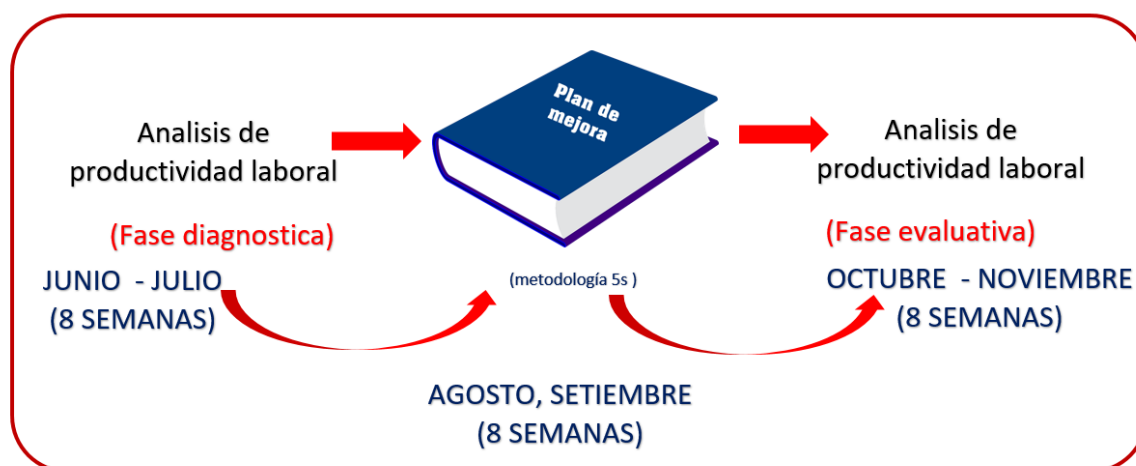 Analisis de
productividad laboral
(Fase diagnostica)
JUNIO - JULIO
(8 SEMANAS)
Plan de
mejora
(metodología 5s )
AGOSTO, SETIEMBRE
(8 SEMANAS)
Analisis de
productividad laboral
(Fase evaluativa)
OCTUBRE - NOVIEMBRE
(8 SEMANAS)